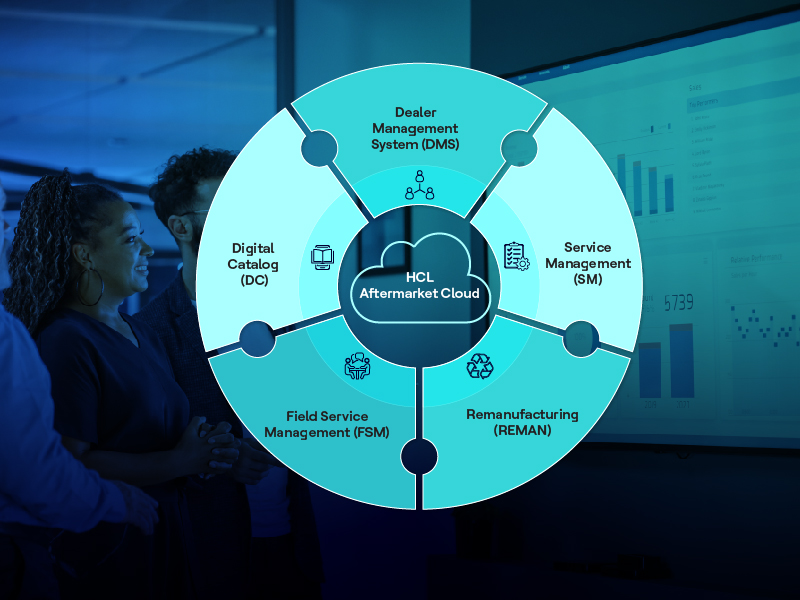 Dealer
Management
System (DMS)
Digital
Catalog
(DC)
Service
Management
(SM)
HCL
Aftermarket Cloud
Field Service
Management (FSM)
Remanufacturing
(REMAN)
5739